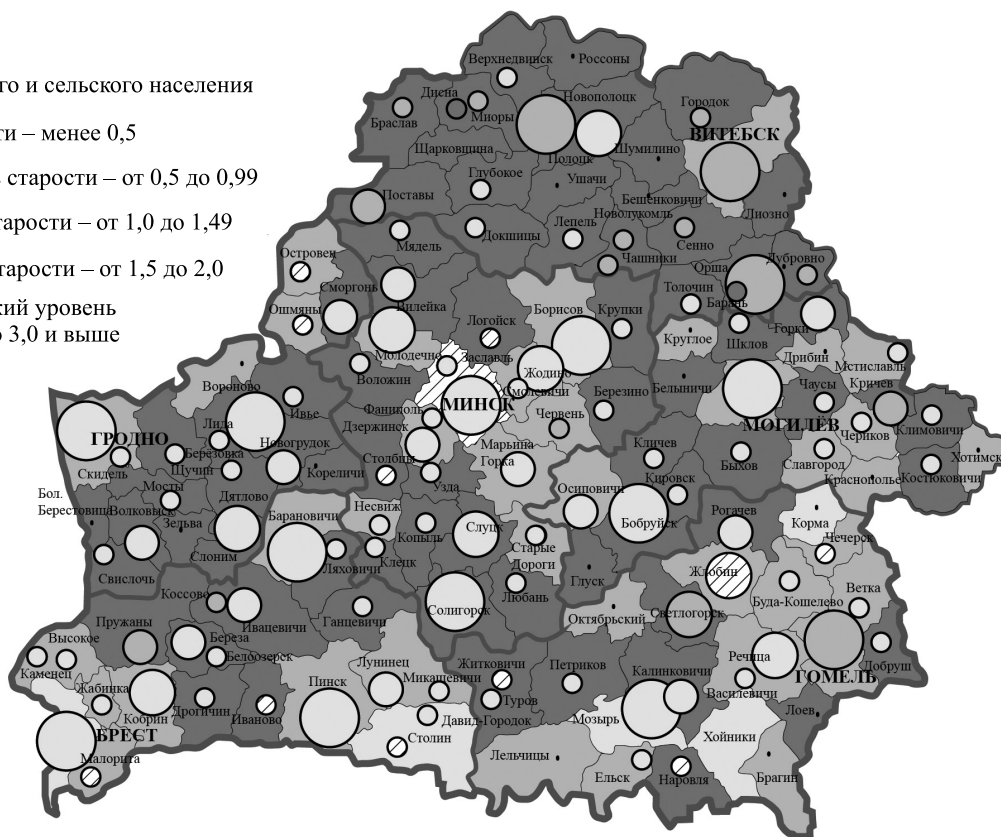 го и сельского населения
ти – менее 0,5
ь старости – от 0,5 до 0,99
тарости – от 1,0 до 1,49
тарости – от 1,5 до 2,0
кий уровень
о 3,0 и выше
Верхнедвинск
Россоны
Дисна
Миоры
Браслав
Новополоцк
Городок
ВИТЕБСК
Шарковщина
Полоцк
Шумилино
Глубокое
Ушачи
Бешенковичи
Поставы
Лиозно
Докшицы
Лепель
Новолукомль
Сенно
Чашники
Мядель
Островец
Сморгонь
Ошмяны
Вилейка
Орша
Дубровно
Толочин
Барань
Борисов
Крупки
Логойск
Заславль
Молодечно
Воложин
Круглое
Шклов
Горки
Дрибин
Мстиславль
Жодино
Смолевичи
МИНСК
Белыничи
Чаусы
Кричев
Березино
Червень
Вороново
Ивье
Фаниполь
Дзержинск
МОГИЛЁВ
Чериков
Климовичи
Хотимск
ГРОДНО
Лида
Новогрудок
Берёзовка
Скидель
Щучин
Кореличи
Столбцы
Марьина
Горка
Кличев
Быхов
Славгород
Краснополье
Костюковичи
Бол.
Берестовица
Мосты
Волковыск
Дятлово
Зельва
Слоним
Свислочь
Узда
Несвиж
Барановичи
Ляховичи
Клецк
Копыль
Слуцк
Осиповичи
Кировск
Бобруйск
Рогачев
Корма
Чечерск
Старые
Дороги
Глуск
Любань
Солигорск
Жлобин
Буда-Кошелево
Ветка
Октябрьский
Светлогорск
Коссово
Ивацевичи
Ганцевичи
Пружаны
Береза
Белоозерск
Высокое
Каменец
Жабинка
Кобрин
Дрогичин
Иваново
Лунинец
Пинск
Микашевичи
Житковичи
Туров
Петриков
Калинковичи
Речица
Василевичи
ГОМЕЛЬ
Добруш
БРЕСТ
Малорита
Давид-Городок
Столин
Мозырь
Хойники
Лоев
Лельчицы
Ельск
Наровля
Брагин